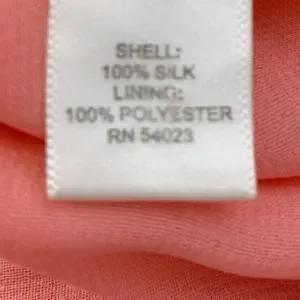 SHELL:
100% SILK
LINING:
100% POLYESTER
RN 54023